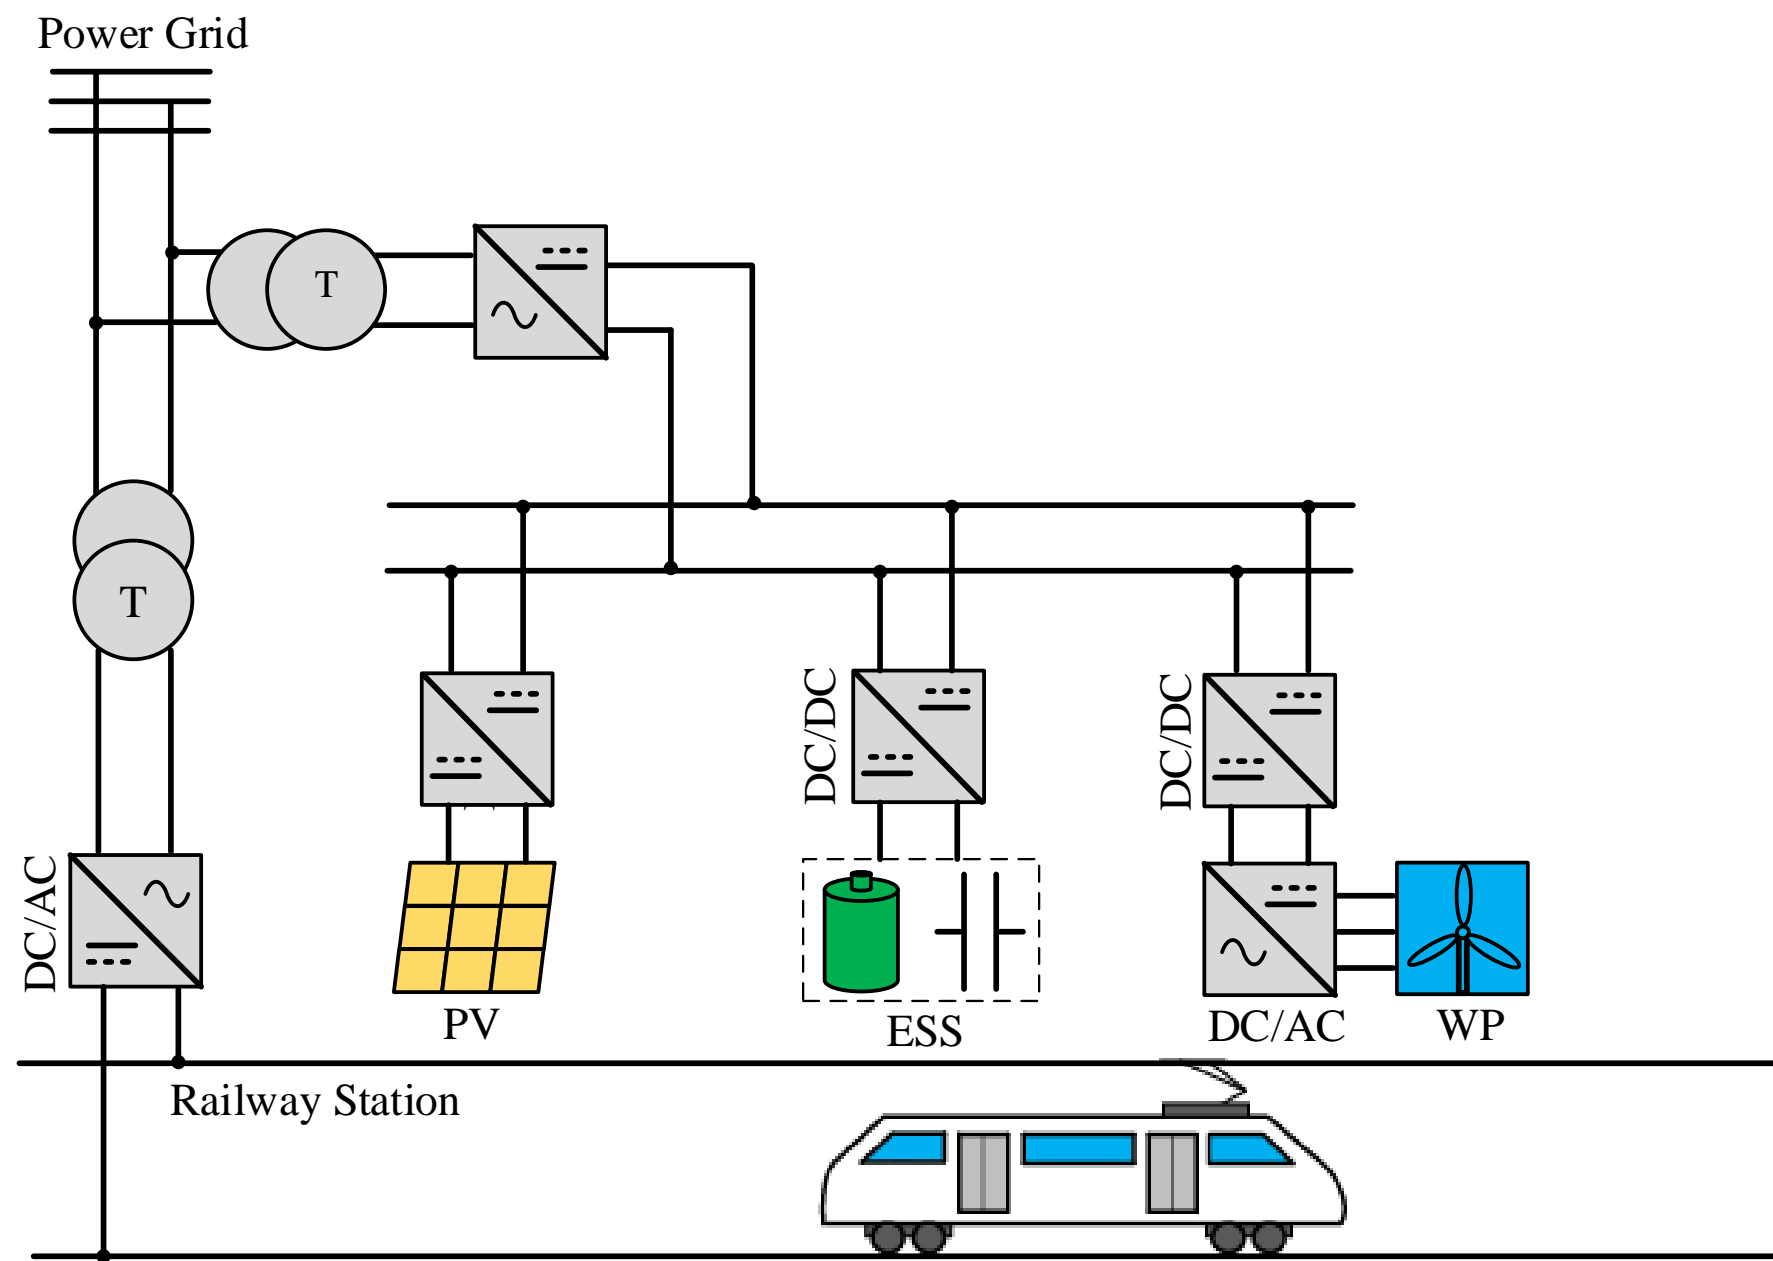 Power Grid
T
T
DC/DC
DC/DC
DC/AC
PV
ESS
DC/AC
WP
Railway Station